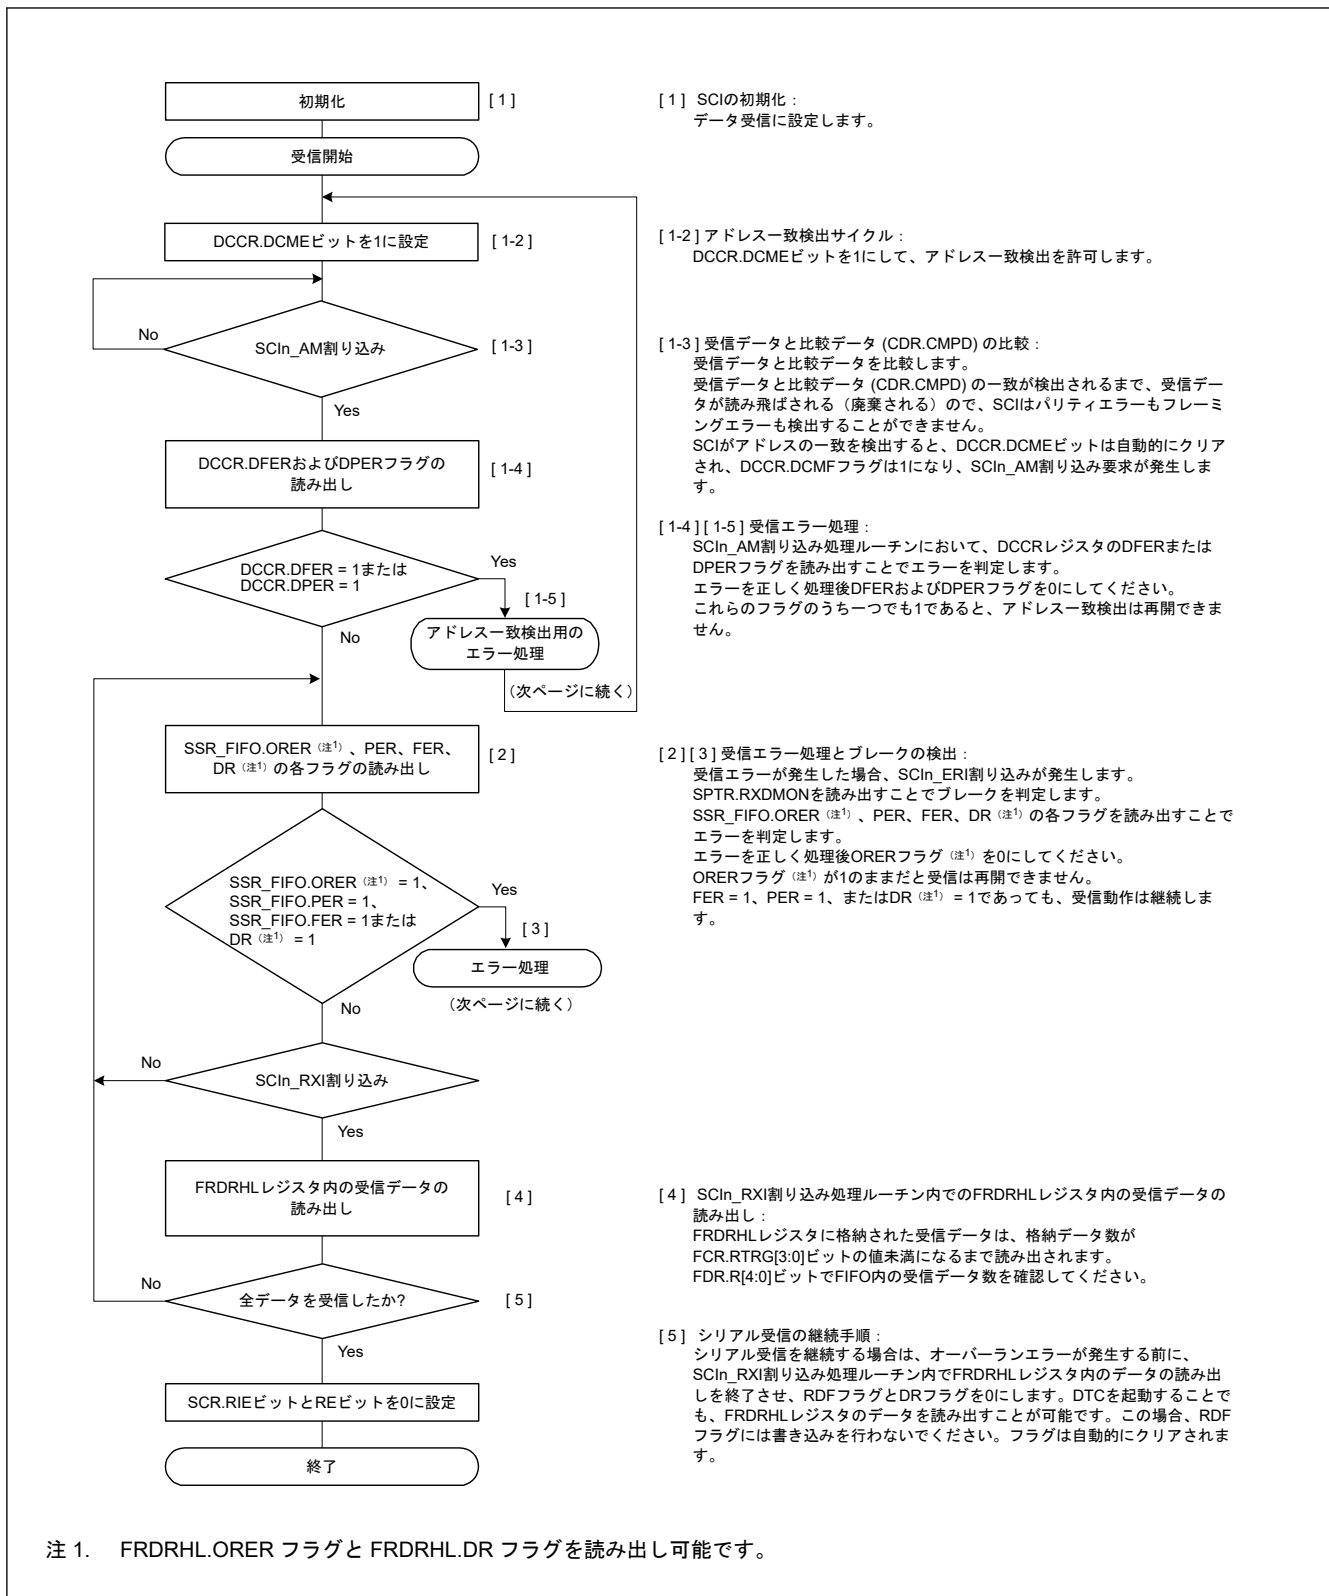 初期化
[ 1 ]
受信開始
DCCR.DCMEビットを1に設定
[ 1-2 ]
No
SCIn_AM割り込み
[ 1-3 ]
Yes
DCCR.DFERおよびDPERフラグの
読み出し
[ 1-4 ]
DCCR.DFER = 1または
DCCR.DPER = 1
Yes
[ 1-5 ]
アドレス一致検出用の
エラー処理
No
(次ページに続く)
SSR_FIFO.ORER (注1) 、PER、FER、
DR (注1) の各フラグの読み出し
[ 2 ]
SSR_FIFO.ORER (注1) = 1、
SSR_FIFO.PER = 1、
SSR_FIFO.FER = 1または
DR (注1) = 1
Yes
[ 3 ]
エラー処理
(次ページに続く)
No
No
SCIn_RXI割り込み
Yes
FRDRHLレジスタ内の受信データの
読み出し
[ 4 ]
No
全データを受信したか?
[ 5 ]
Yes
SCR.RIEビットとREビットを0に設定
終了
[ 1 ] SCIの初期化：
データ受信に設定します。
[ 1-2 ] アドレス一致検出サイクル：
DCCR.DCMEビットを1にして、アドレス一致検出を許可します。
[ 1-3 ] 受信データと比較データ (CDR.CMPD) の比較：
受信データと比較データを比較します。
受信データと比較データ (CDR.CMPD) の一致が検出されるまで、受信デー
タが読み飛ばされる（廃棄される）ので、SCIはパリティエラーもフレーミ
ングエラーも検出することができません。
SCIがアドレスの一致を検出すると、DCCR.DCMEビットは自動的にクリア
され、DCCR.DCMFフラグは1になり、SCIn_AM割り込み要求が発生しま
す。
[ 1-4 ] [ 1-5 ] 受信エラー処理：
SCIn_AM割り込み処理ルーチンにおいて、DCCRレジスタのDFERまたは
DPERフラグを読み出すことでエラーを判定します。
エラーを正しく処理後DFERおよびDPERフラグを0にしてください。
これらのフラグのうち一つでも1であると、アドレス一致検出は再開できま
せん。
[ 2 ] [ 3 ] 受信エラー処理とブレークの検出：
受信エラーが発生した場合、SCIn_ERI割り込みが発生します。
SPTR.RXDMONを読み出すことでブレークを判定します。
SSR_FIFO.ORER (注1) 、PER、FER、DR (注1) の各フラグを読み出すことで
エラーを判定します。
エラーを正しく処理後ORERフラグ (注1) を0にしてください。
ORERフラグ (注1) が1のままだと受信は再開できません。
FER = 1、PER = 1、またはDR (注1) = 1であっても、受信動作は継続しま
す。
[ 4 ] SCIn_RXI割り込み処理ルーチン内でのFRDRHLレジスタ内の受信データの
読み出し：
FRDRHLレジスタに格納された受信データは、格納データ数が
FCR.RTRG[3:0]ビットの値未満になるまで読み出されます。
FDR.R[4:0]ビットでFIFO内の受信データ数を確認してください。
[ 5 ] シリアル受信の継続手順：
シリアル受信を継続する場合は、オーバーランエラーが発生する前に、
SCIn_RXI割り込み処理ルーチン内でFRDRHLレジスタ内のデータの読み出
しを終了させ、RDFフラグとDRフラグを0にします。DTCを起動することで
も、FRDRHLレジスタのデータを読み出すことが可能です。この場合、RDF
フラグには書き込みを行わないでください。フラグは自動的にクリアされま
す。
注 1. FRDRHL.ORER フラグと FRDRHL.DR フラグを読み出し可能です。